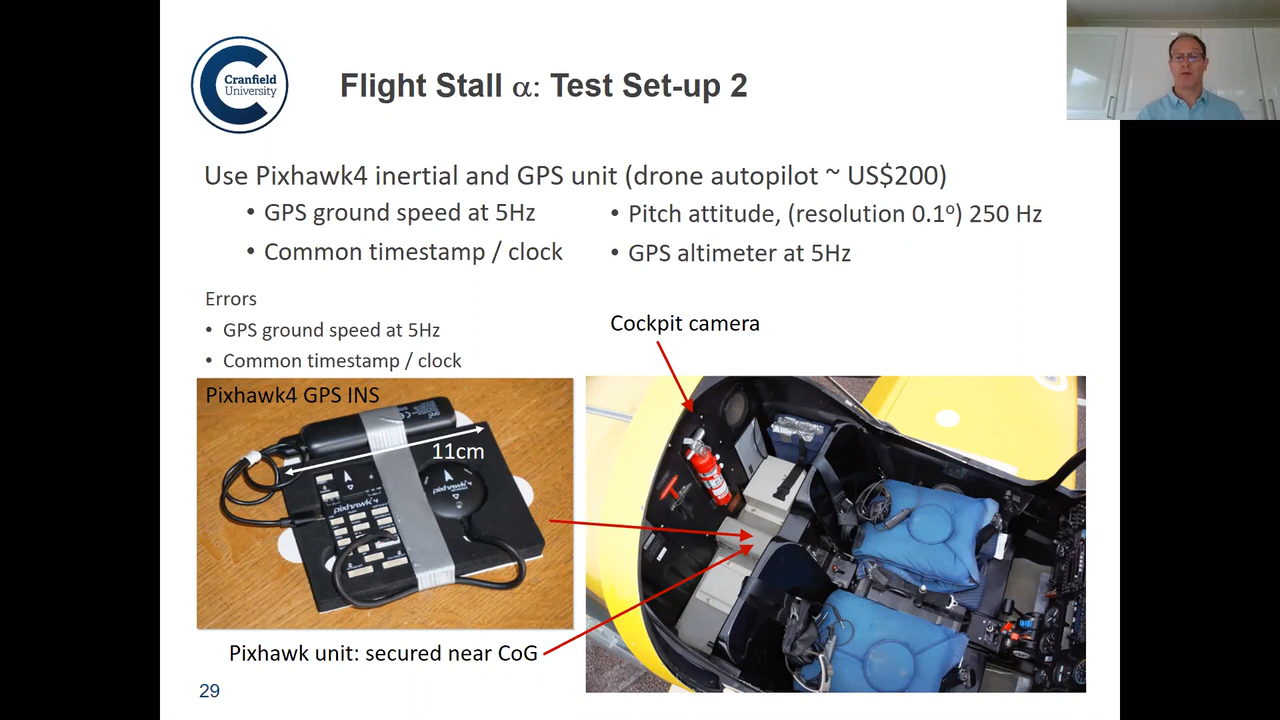 Cranfield
University
Flight Stall α: Test Set-up 2
Use Pixhawk4 inertial and GPS unit (drone autopilot ~ US$200)
• GPS ground speed at 5Hz
• Common timestamp / clock
• Pitch attitude, (resolution 0.1º) 250 Hz
• GPS altimeter at 5Hz
Errors
• GPS ground speed at 5Hz
• Common timestamp / clock
Cockpit camera
Pixhawk4 GPS INS
11cm
pixhawk4
pixhawk4
Pixhawk unit: secured near CoG
29